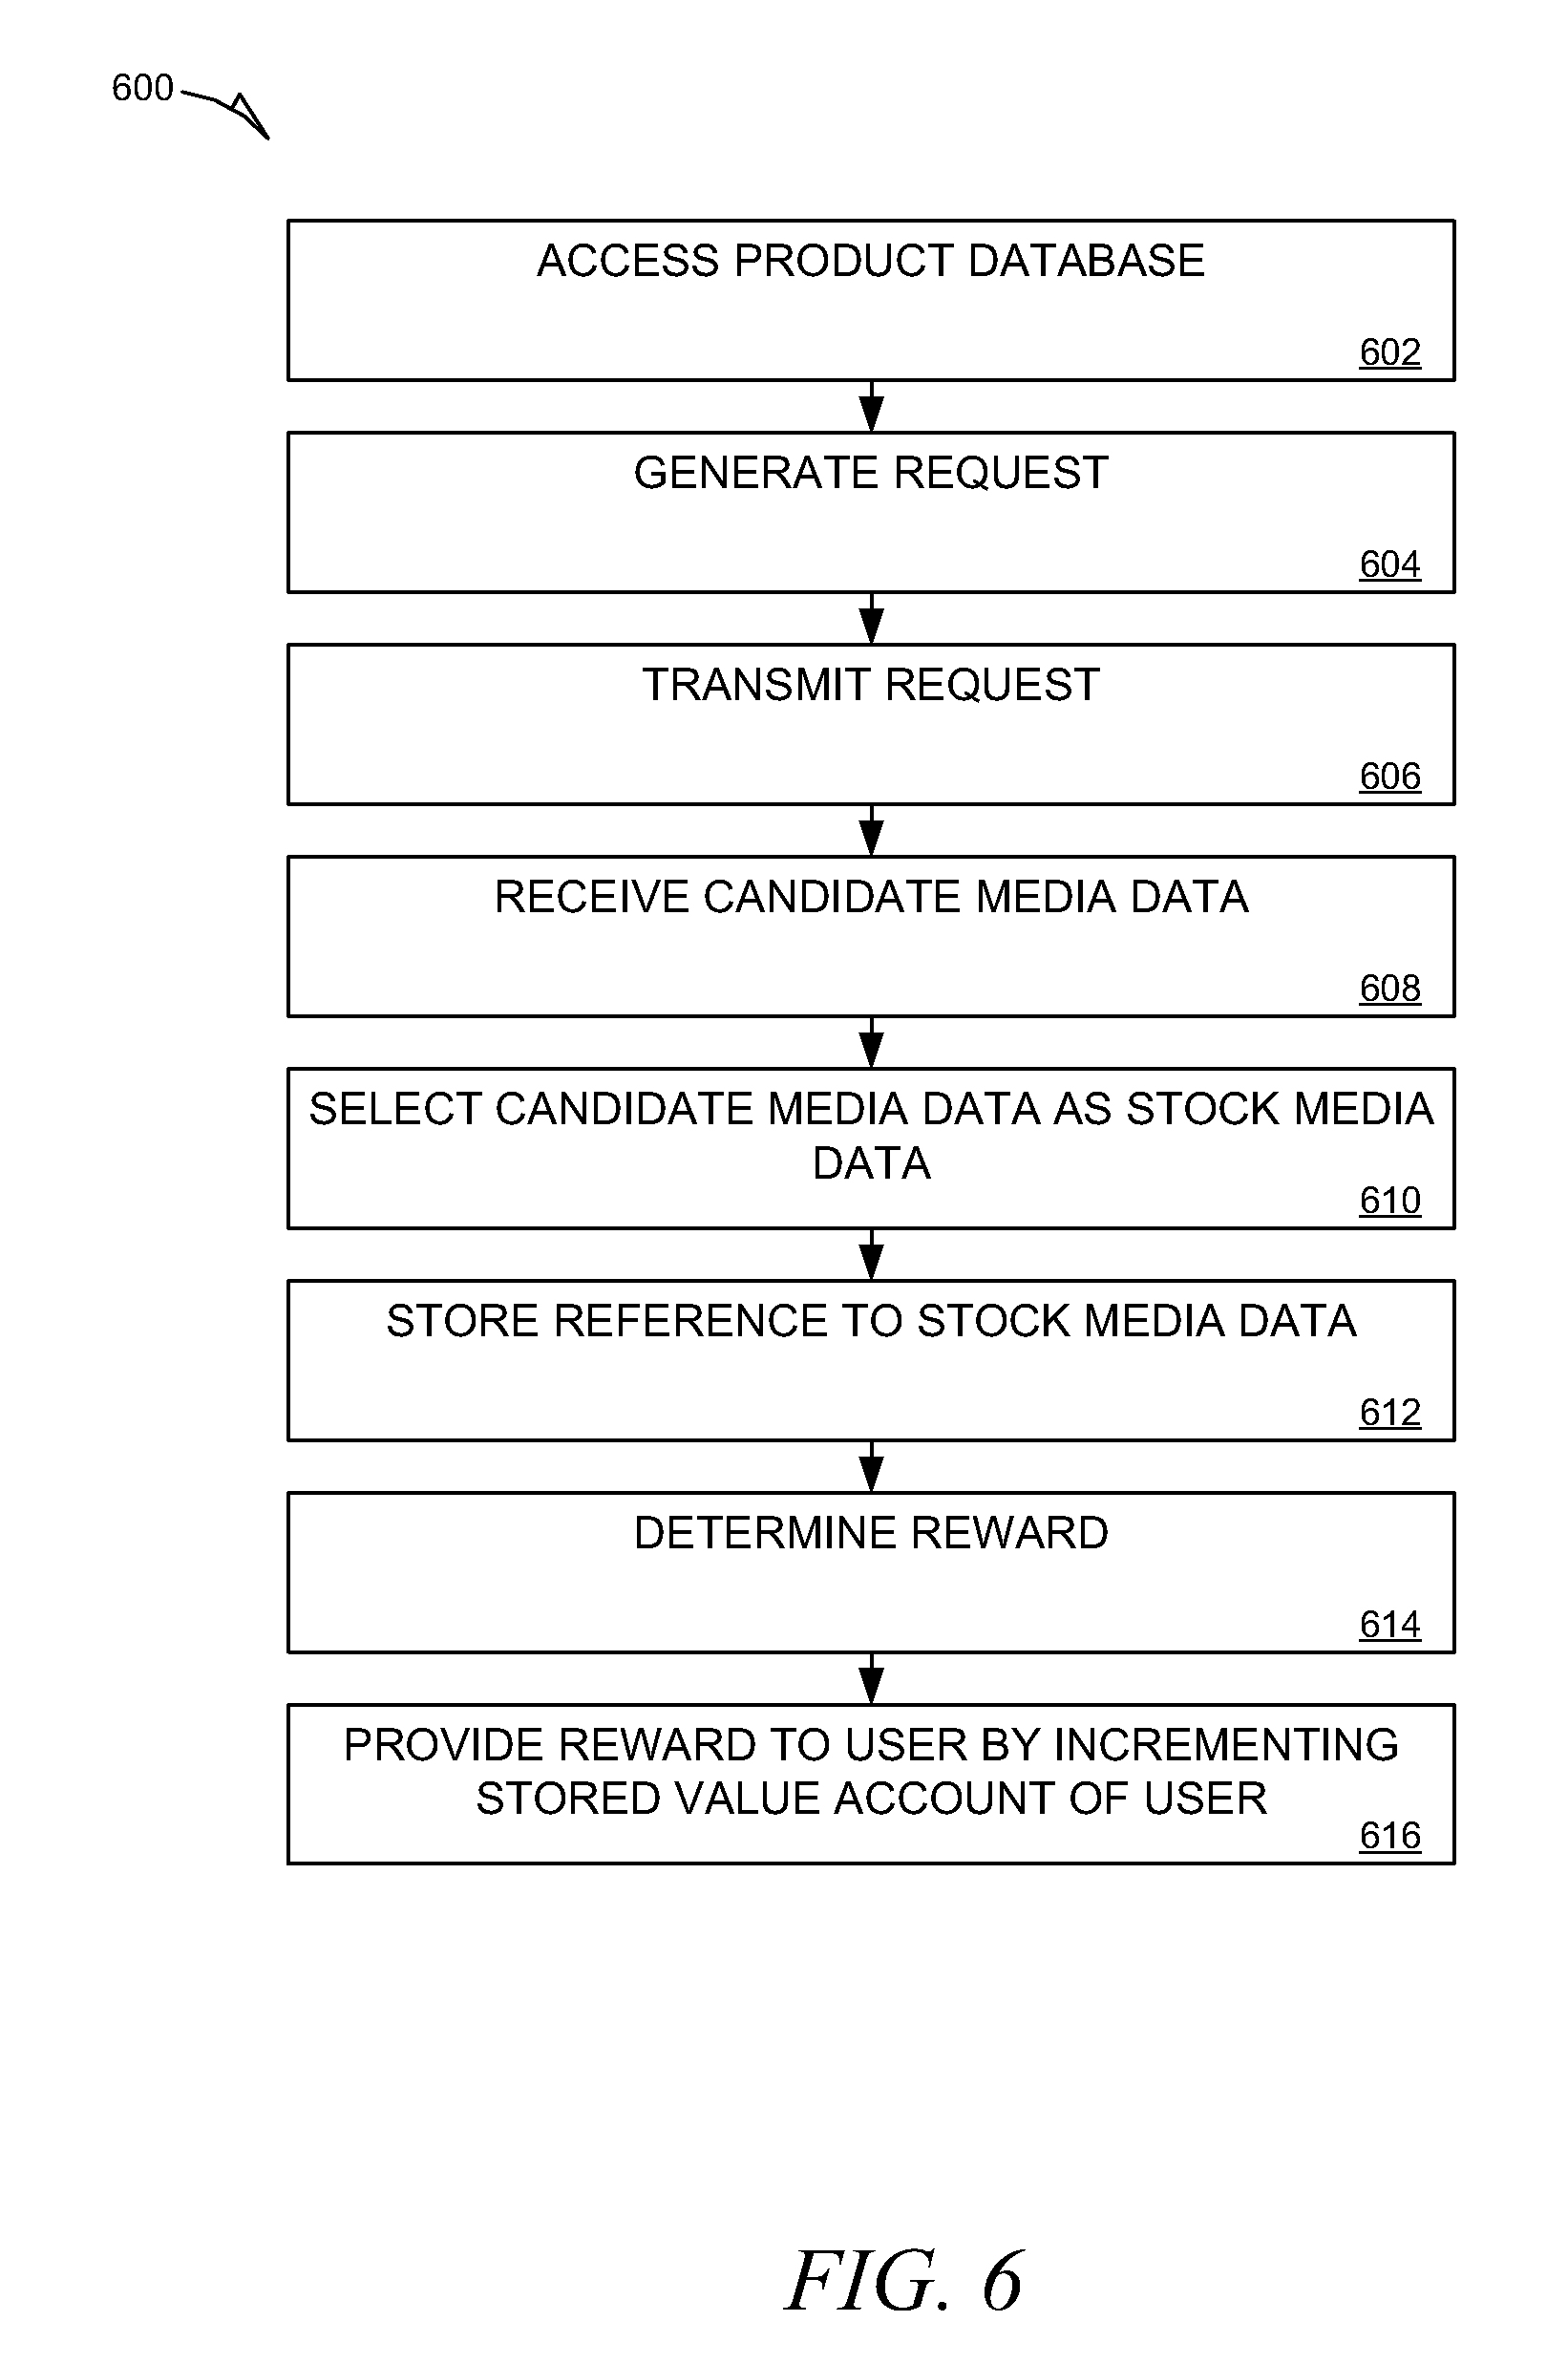 600
ACCESS PRODUCT DATABASE
602
GENERATE REQUEST
604
TRANSMIT REQUEST
606
RECEIVE CANDIDATE MEDIA DATA
608
SELECT CANDIDATE MEDIA DATA AS STOCK MEDIA
DATA
610
STORE REFERENCE TO STOCK MEDIA DATA
612
DETERMINE REWARD
614
PROVIDE REWARD TO USER BY INCREMENTING
STORED VALUE ACCOUNT OF USER
616
FIG. 6